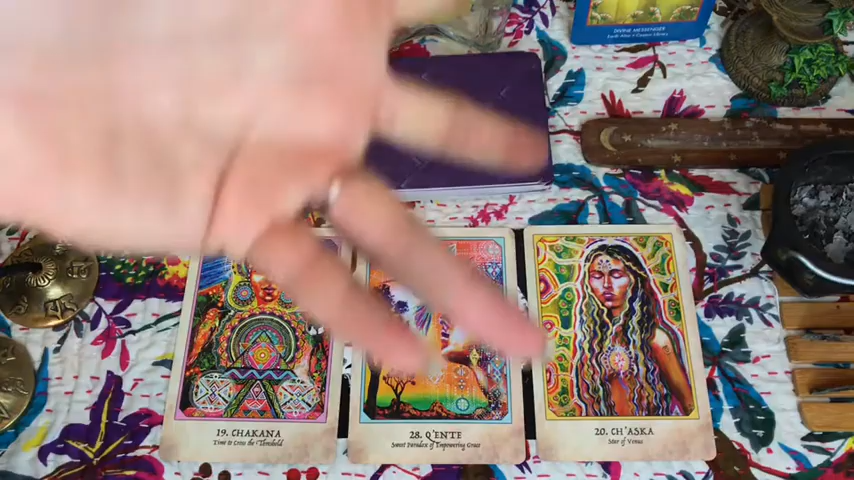 DIVINE MESSENGER
19. CHAKANA
Time to Cross the Threshold
28. Q'ENTE
Sweet Paradox of Empowering Grace
20. CH'ASKA
Star of Venus